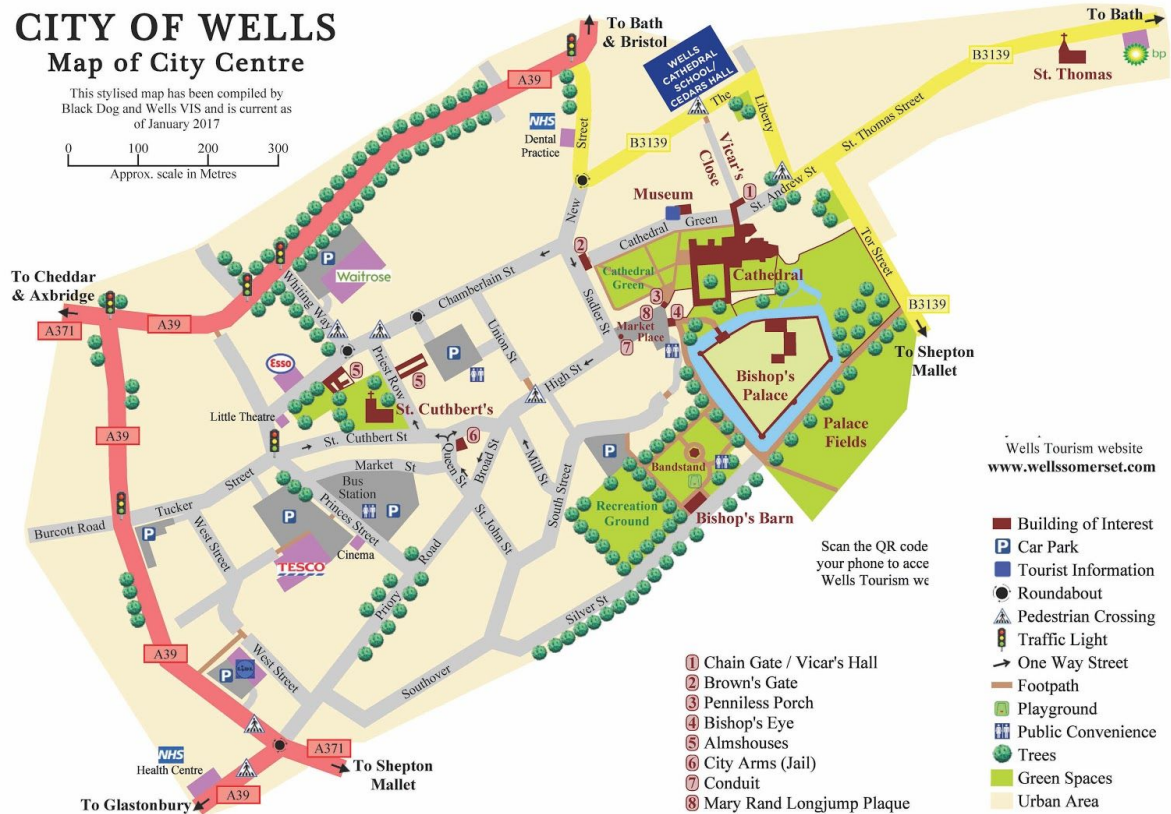 CITY OF WELLS
Map of City Centre
This stylised map has been compiled by
Black Dog and Wells VIS and is current as
of January 2017
0 100 200 300
Approx. scale in Metres
To Bath
& Bristol
A39
WELLS
CATHEDRAL
SCHOOL/
CEDARS HALL
To Bath
bp
B3139
St. Thomas
NHS
Dental
Practice
Street
B3139
The
Liberty
St. Thomas Street
Vicar's
Close
1
St. Andrew St
Museum
New
Cathedral Green
2
Tor Street
To Cheddar
& Axbridge
A371
A39
P
Waitrose
Whiting Way
Chamberlain St
Cathedral
Green
Cathedral
3
8
4
Market
Place
7
Sadler St
B3139
To Shepton
Mallet
Union St
P
Esso
Priest Row
5
5
High St
Bishop's
Palace
Little Theatre
St. Cuthbert's
Palace
Fields
St. Cuthbert St
6
A39
Market St
Queen St
Broad St
Mill St
South Street
P
Bandstand
Bus
Station
P
Tucker Street
Burcott Road
P
West Street
P
Princes Street
Cinema
TESCO
St. John St
Recreation
Ground
Bishop's Barn
Priory Road
Silver St
A39
P
West Street
Southover
NHS
Health Centre
A371
To Shepton
Mallet
To Glastonbury
A39
Wells Tourism website
www.wellssomerset.com
Scan the QR code
your phone to acce
Wells Tourism we
1 Chain Gate / Vicar's Hall
2 Brown's Gate
3 Penniless Porch
4 Bishop's Eye
5 Almshouses
6 City Arms (Jail)
7 Conduit
8 Mary Rand Longjump Plaque
Building of Interest
P Car Park
Tourist Information
Roundabout
Pedestrian Crossing
Traffic Light
One Way Street
Footpath
Playground
Public Convenience
Trees
Green Spaces
Urban Area